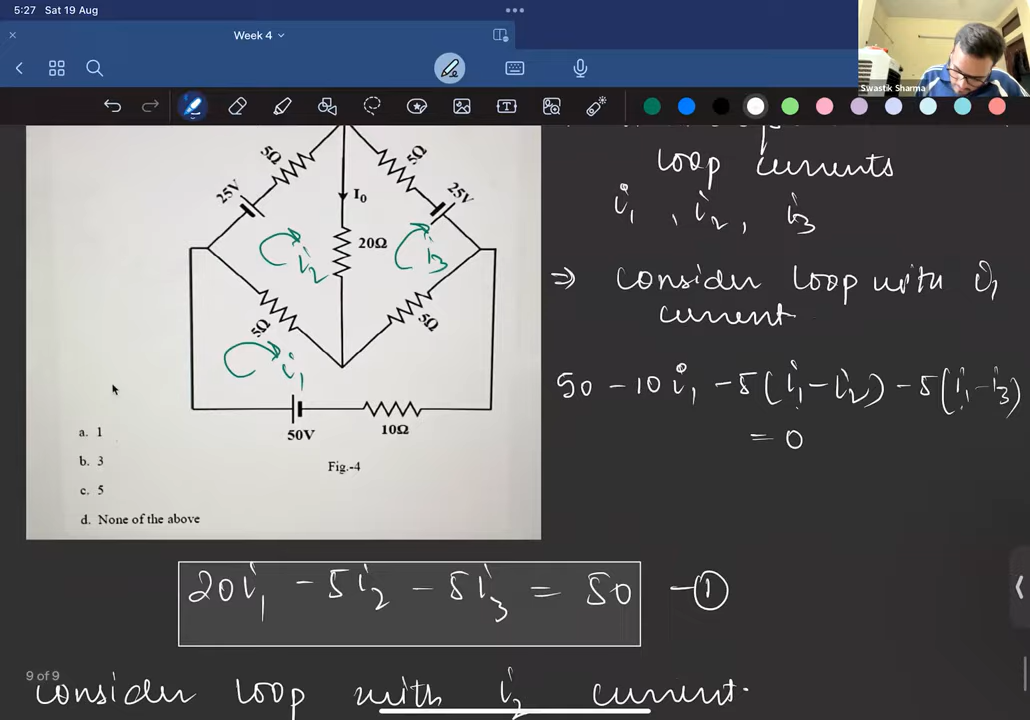 5:27 Sat 19 Aug
Week 4
Swastik Sharma
loop currents
i₁ , i₂ , i₃
⇒ consider loop with i₁
current
50 - 10i₁ - 5(i₁ - i₂) - 5(i₁ - i₃)
= 0
5Ω
5Ω
25V
25V
I₀
20Ω
i₂
i₃
5Ω
5Ω
i₁
50V
10Ω
Fig.-4
a. 1
b. 3
c. 5
d. None of the above
20i₁ - 5i₂ - 5i₃ = 50 - ①
9 of 9
consider loop with i₂ current.